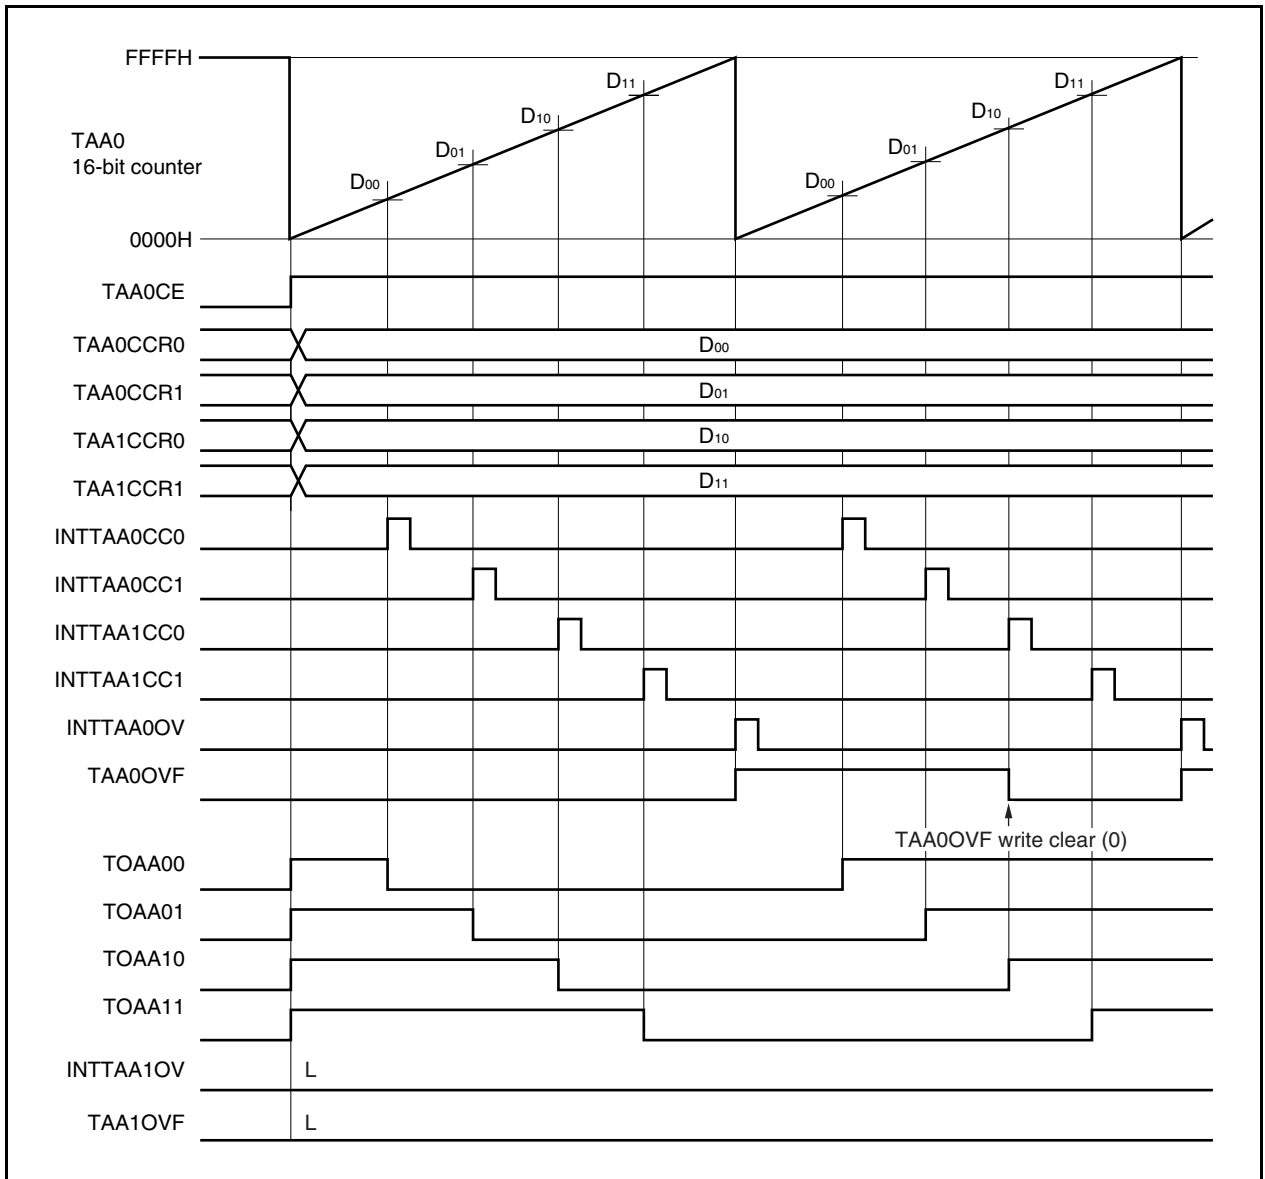 FFFFH
D11
D11
D10
D10
TAA0
16-bit counter
D01
D01
D00
D00
0000H
TAA0CE
TAA0CCR0
D00
TAA0CCR1
D01
TAA1CCR0
D10
TAA1CCR1
D11
INTTAA0CC0
INTTAA0CC1
INTTAA1CC0
INTTAA1CC1
INTTAA0OV
TAA0OVF
TAA0OVF write clear (0)
TOAA00
TOAA01
TOAA10
TOAA11
INTTAA1OV
L
TAA1OVF
L